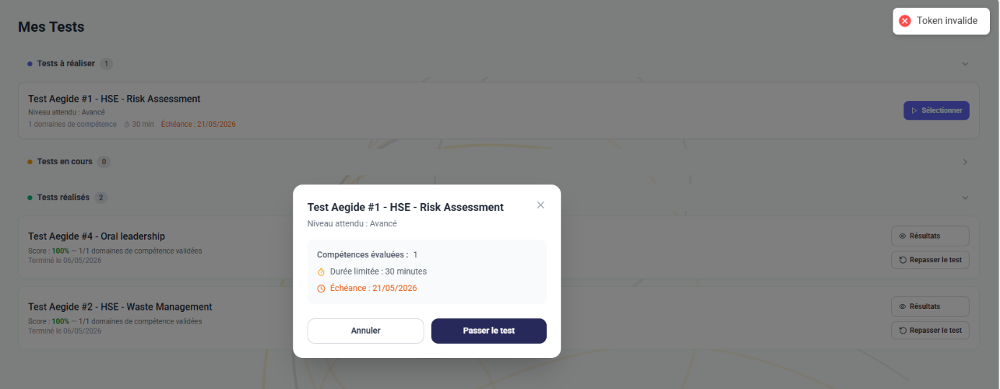 Mes Tests
Token invalide
Tests à réaliser 1
Test Aegide #1 - HSE - Risk Assessment
Niveau attendu : Avancé
1 domaines de compétence 30 min Échéance : 21/05/2026
Sélectionner
Tests en cours 0
Tests réalisés 2
Test Aegide #4 - Oral leadership
Score : 100% — 1/1 domaines de compétence validées
Terminé le 06/05/2026
Résultats
Repasser le test
Test Aegide #2 - HSE - Waste Management
Score : 100% — 1/1 domaines de compétence validées
Terminé le 06/05/2026
Résultats
Repasser le test
Test Aegide #1 - HSE - Risk Assessment
Niveau attendu : Avancé
Compétences évaluées : 1
Durée limitée : 30 minutes
Échéance : 21/05/2026
Annuler
Passer le test